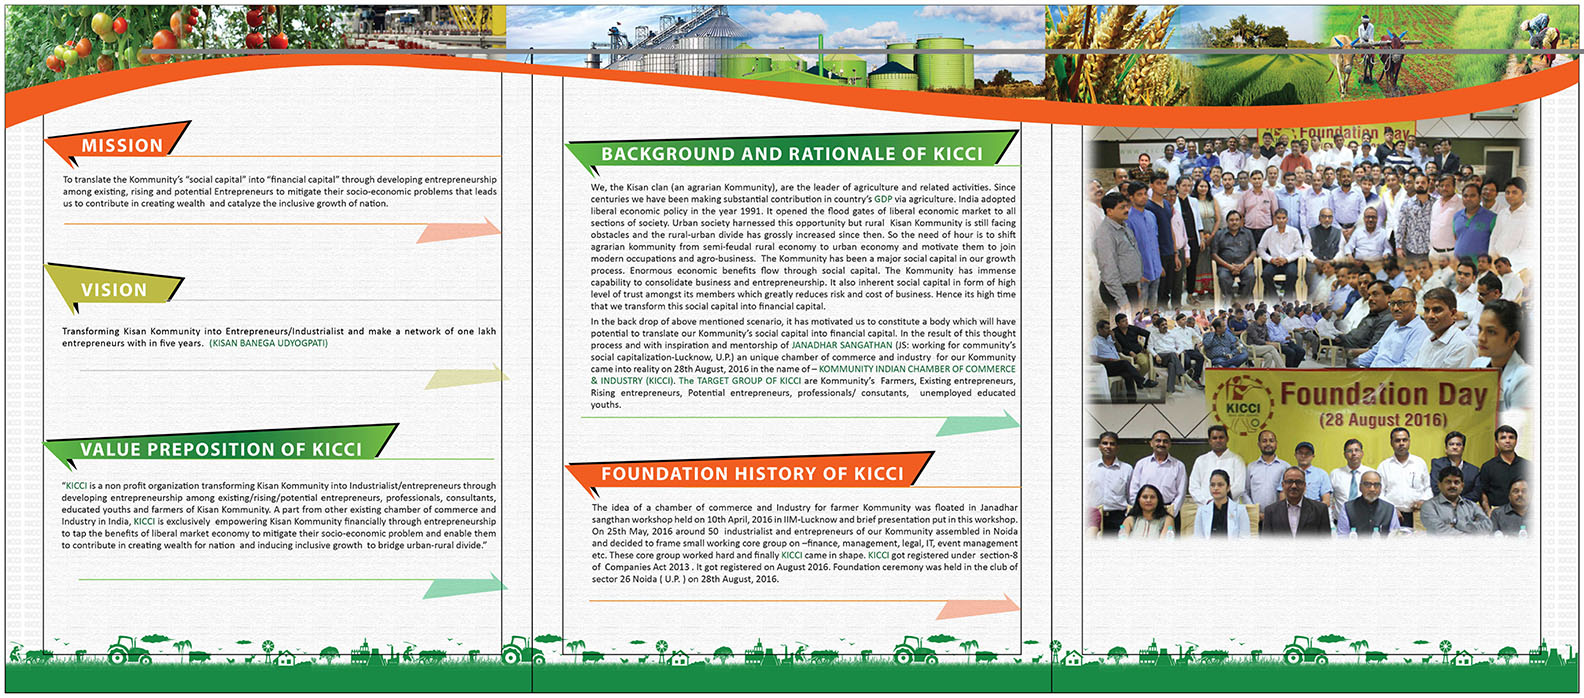 MISSION
To translate the Kommunity's "social capital" into "financial capital" through developing entrepreneurship
among existing, rising and potential Entrepreneurs to mitigate their socio-economic problems that leads
us to contribute in creating wealth and catalyze the inclusive growth of nation.
VISION
Transforming Kisan Kommunity into Entrepreneurs/Industrialist and make a network of one lakh
entrepreneurs with in five years. (KISAN BANEGA UDYOGPATI)
VALUE PREPOSITION OF KICCI
"KICCI is a non profit organization transforming Kisan Kommunity into Industrialist/entrepreneurs through
developing entrepreneurship among existing/rising/potential entrepreneurs, professionals, consultants,
educated youths and farmers of Kisan Kommunity. A part from other existing chamber of commerce and
Industry in India, KICCI is exclusively empowering Kisan Kommunity financially through entrepreneurship
to tap the benefits of liberal market economy to mitigate their socio-economic problem and enable them
to contribute in creating wealth for nation and inducing inclusive growth to bridge urban-rural divide."
BACKGROUND AND RATIONALE OF KICCI
We, the Kisan clan (an agrarian Kommunity), are the leader of agriculture and related activities. Since
centuries we have been making substantial contribution in country's GDP via agriculture. India adopted
liberal economic policy in the year 1991. It opened the flood gates of liberal economic market to all
sections of society. Urban society harnessed this opportunity but rural Kisan Kommunity is still facing
obstacles and the rural-urban divide has grossly increased since then. So the need of hour is to shift
agrarian kommunity from semi-feudal rural economy to urban economy and motivate them to join
modern occupations and agro-business. The Kommunity has been a major social capital in our growth
process. Enormous economic benefits flow through social capital. The Kommunity has immense
capability to consolidate business and entrepreneurship. It also inherent social capital in form of high
level of trust amongst its members which greatly reduces risk and cost of business. Hence its high time
that we transform this social capital into financial capital.
In the back drop of above mentioned scenario, it has motivated us to constitute a body which will have
potential to translate our Kommunity's social capital into financial capital. In the result of this thought
process and with inspiration and mentorship of JANADHAR SANGATHAN (JS: working for community's
social capitalization-Lucknow, U.P.) an unique chamber of commerce and industry for our Kommunity
came into reality on 28th August, 2016 in the name of – KOMMUNITY INDIAN CHAMBER OF COMMERCE
& INDUSTRY (KICCI). The TARGET GROUP OF KICCI are Kommunity's Farmers, Existing entrepreneurs,
Rising entrepreneurs, Potential entrepreneurs, professionals/ consutants, unemployed educated
youths.
FOUNDATION HISTORY OF KICCI
The idea of a chamber of commerce and Industry for farmer Kommunity was floated in Janadhar
sangthan workshop held on 10th April, 2016 in IIM-Lucknow and brief presentation put in this workshop.
On 25th May, 2016 around 50 industrialist and entrepreneurs of our Kommunity assembled in Noida
and decided to frame small working core group on –finance, management, legal, IT, event management
etc. These core group worked hard and finally KICCI came in shape. KICCI got registered under section-8
of Companies Act 2013 . It got registered on August 2016. Foundation ceremony was held in the club of
sector 26 Noida ( U.P. ) on 28th August, 2016.
Foundation Day
KICCI
Foundation Day
(28 August 2016)